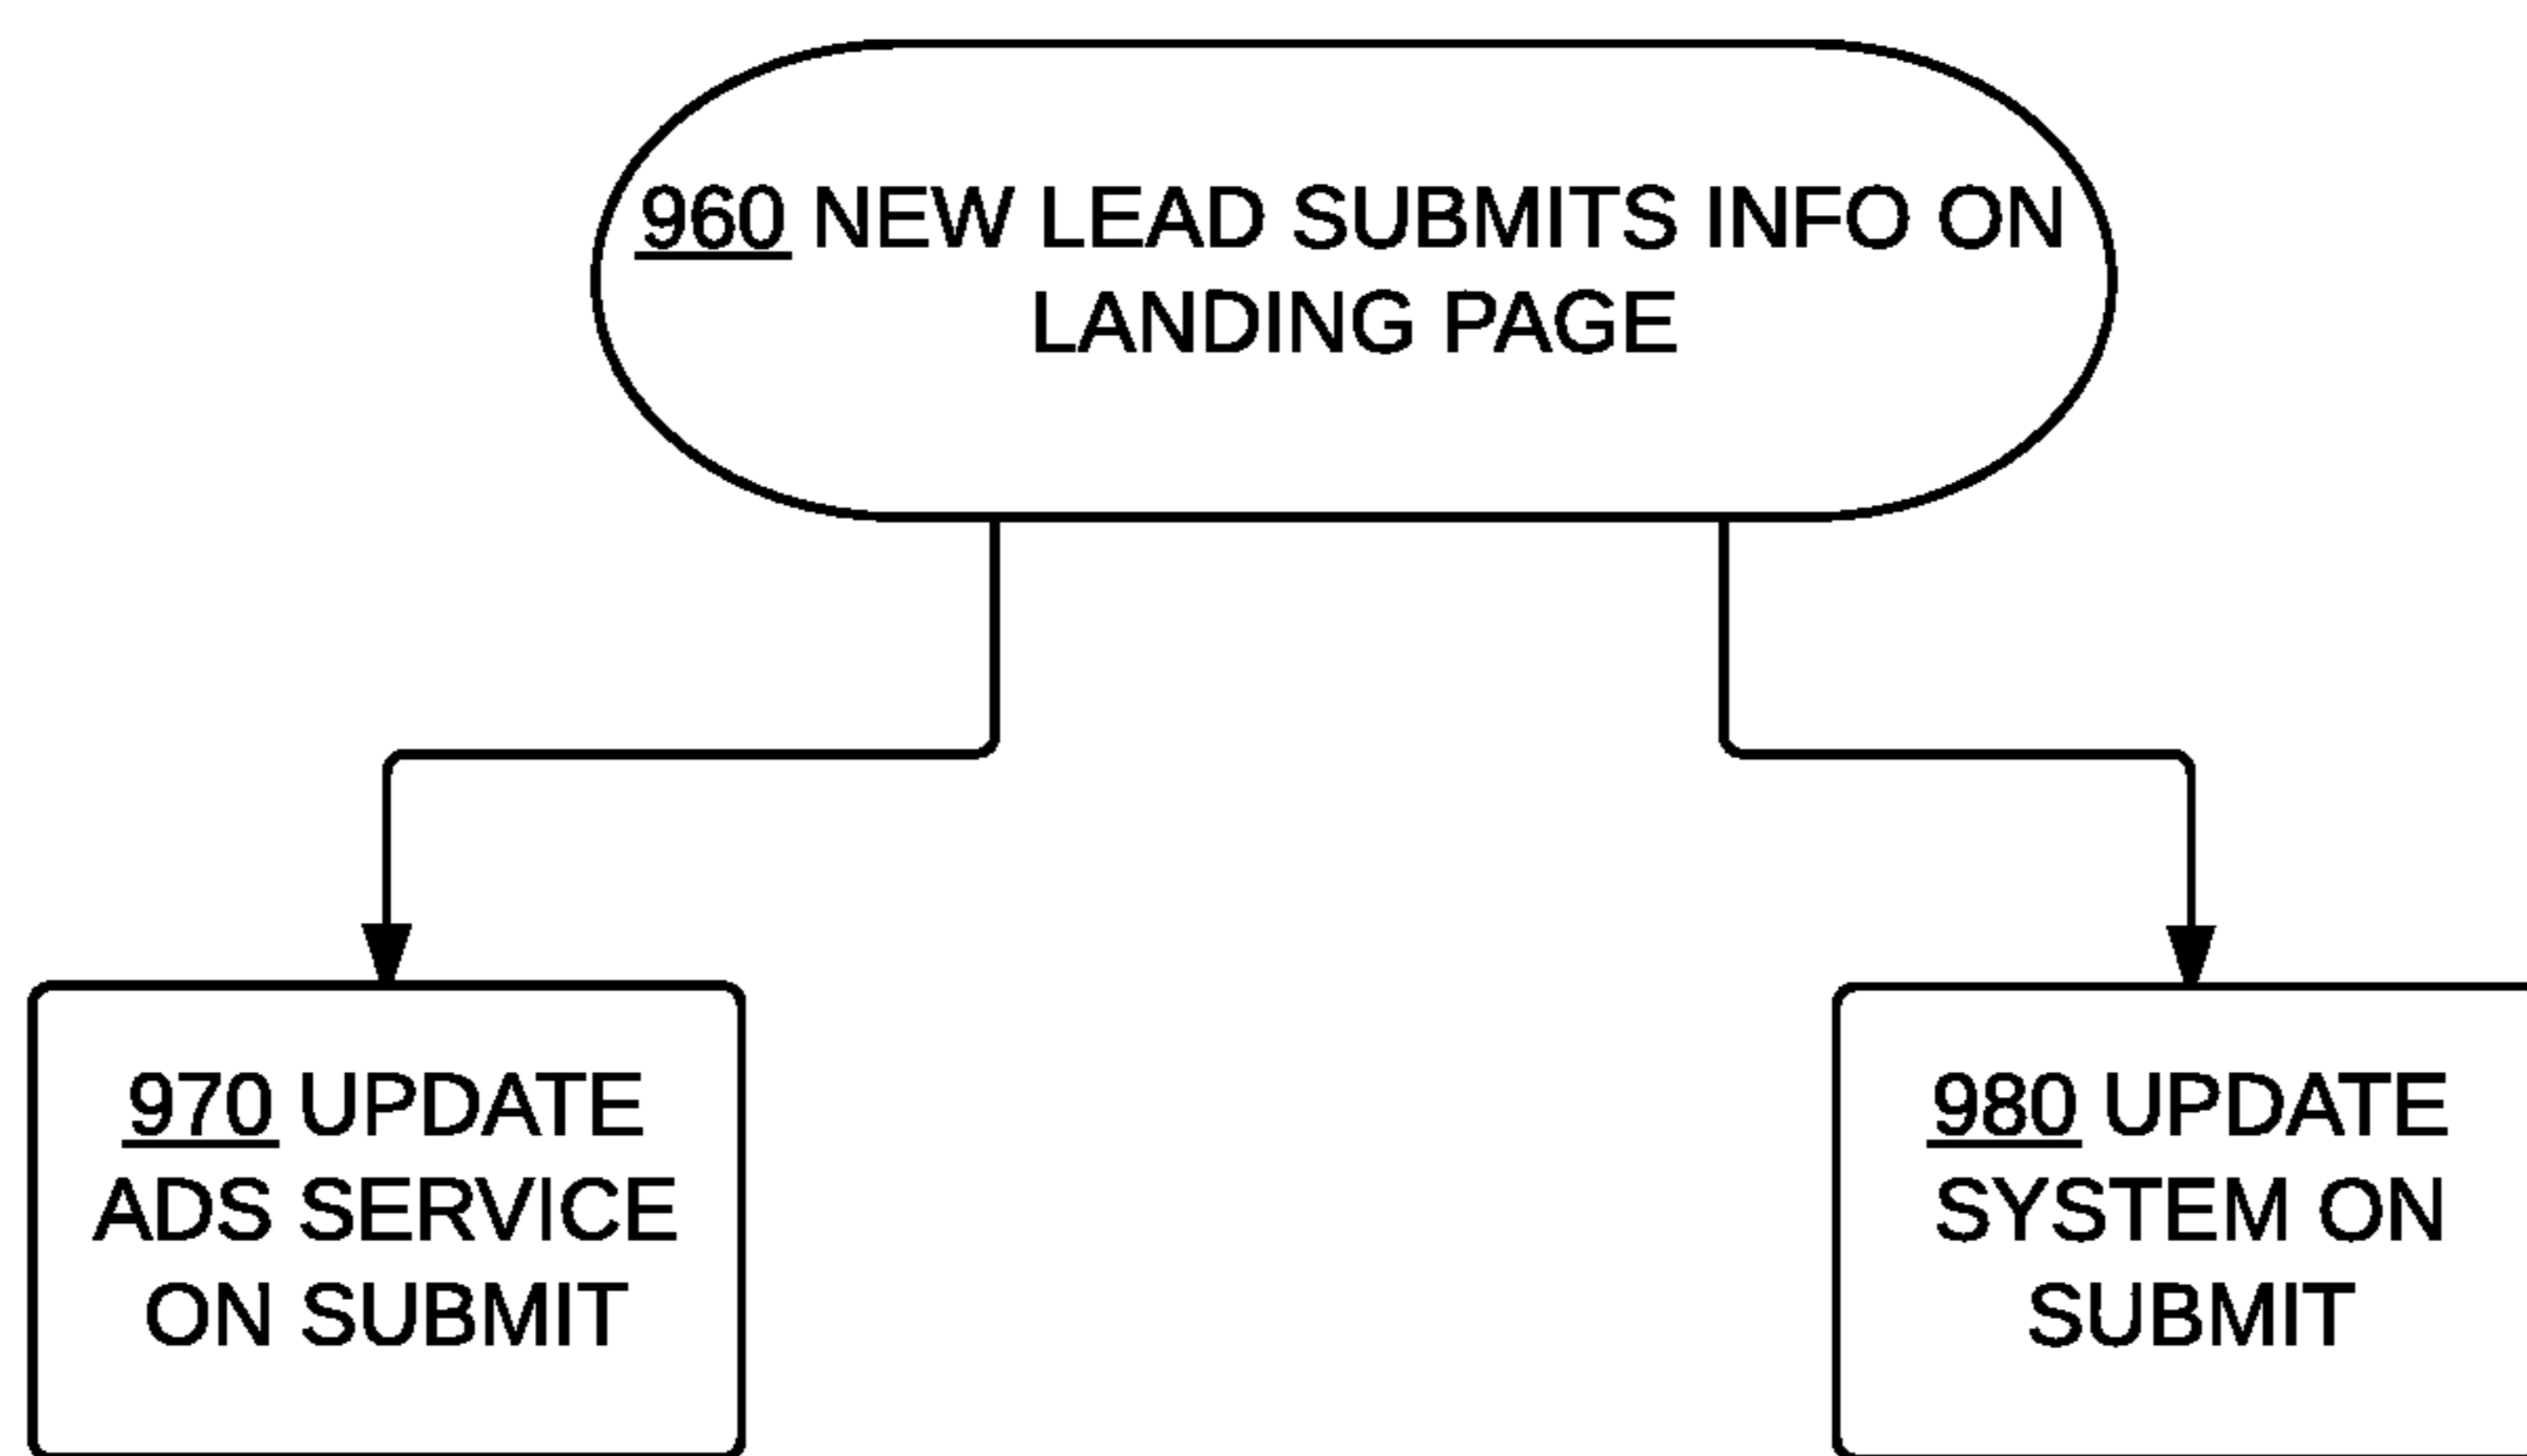 960 NEW LEAD SUBMITS INFO ON
LANDING PAGE
970 UPDATE
ADS SERVICE
ON SUBMIT
980 UPDATE
SYSTEM ON
SUBMIT